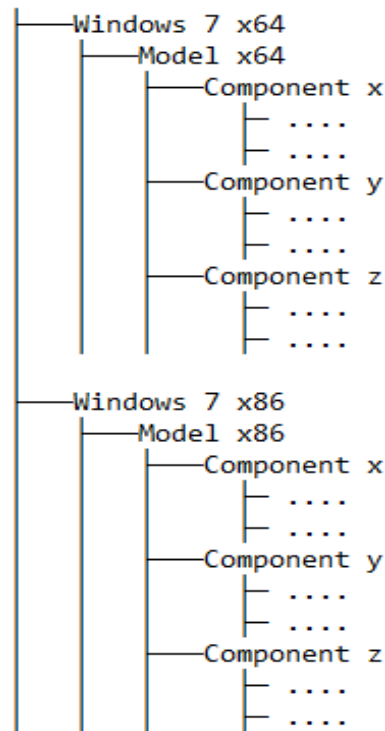 Windows 7 x64
Model x64
Component x
....
....
Component y
....
....
Component z
....
....
Windows 7 x86
Model x86
Component x
....
....
Component y
....
....
Component z
....
....